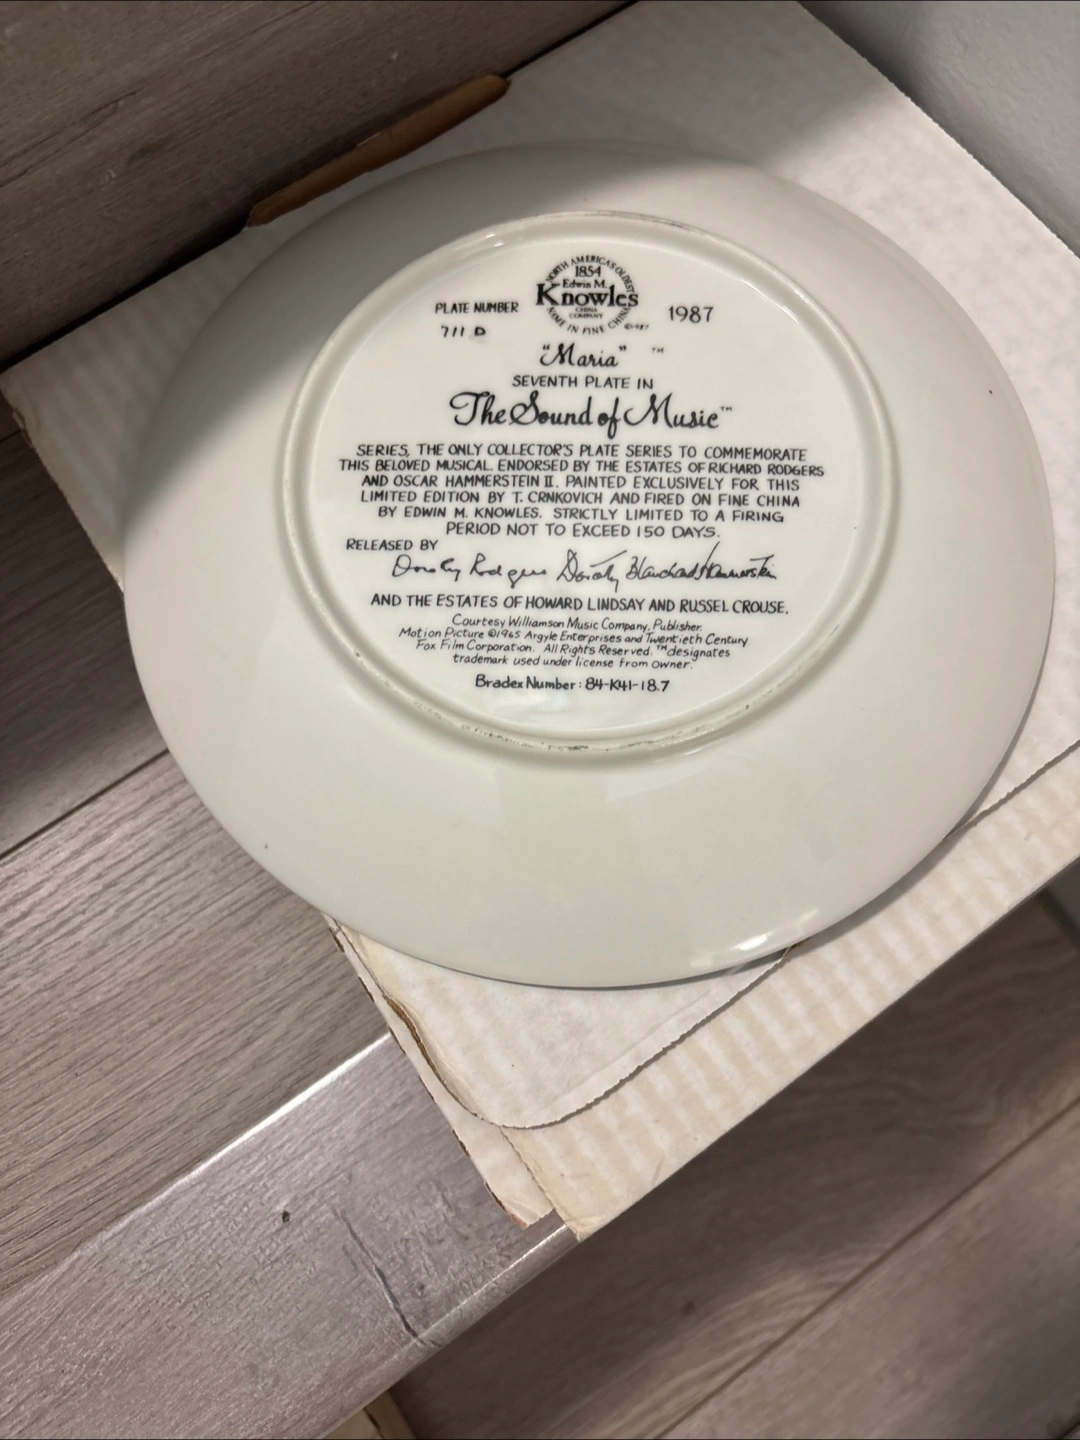 NORTH AMERICA'S OLDEST
1854
Edwin M.
Knowles
CHINA
COMPANY
NAME IN FINE CHINA
©1987
PLATE NUMBER
711 D
1987
"Maria" ™
SEVENTH PLATE IN
The Sound of Music™
SERIES, THE ONLY COLLECTOR'S PLATE SERIES TO COMMEMORATE
THIS BELOVED MUSICAL. ENDORSED BY THE ESTATES OF RICHARD RODGERS
AND OSCAR HAMMERSTEIN II. PAINTED EXCLUSIVELY FOR THIS
LIMITED EDITION BY T. CRNKOVICH AND FIRED ON FINE CHINA
BY EDWIN M. KNOWLES. STRICTLY LIMITED TO A FIRING
PERIOD NOT TO EXCEED 150 DAYS.
RELEASED BY
Dorothy Rodgers Dorothy Blanchard Hammerstein
AND THE ESTATES OF HOWARD LINDSAY AND RUSSEL CROUSE.
Courtesy Williamson Music Company, Publisher.
Motion Picture ©1965 Argyle Enterprises and Twentieth Century
Fox Film Corporation. All Rights Reserved. ™designates
trademark used under license from owner.
Bradex Number: 84-K41-18.7